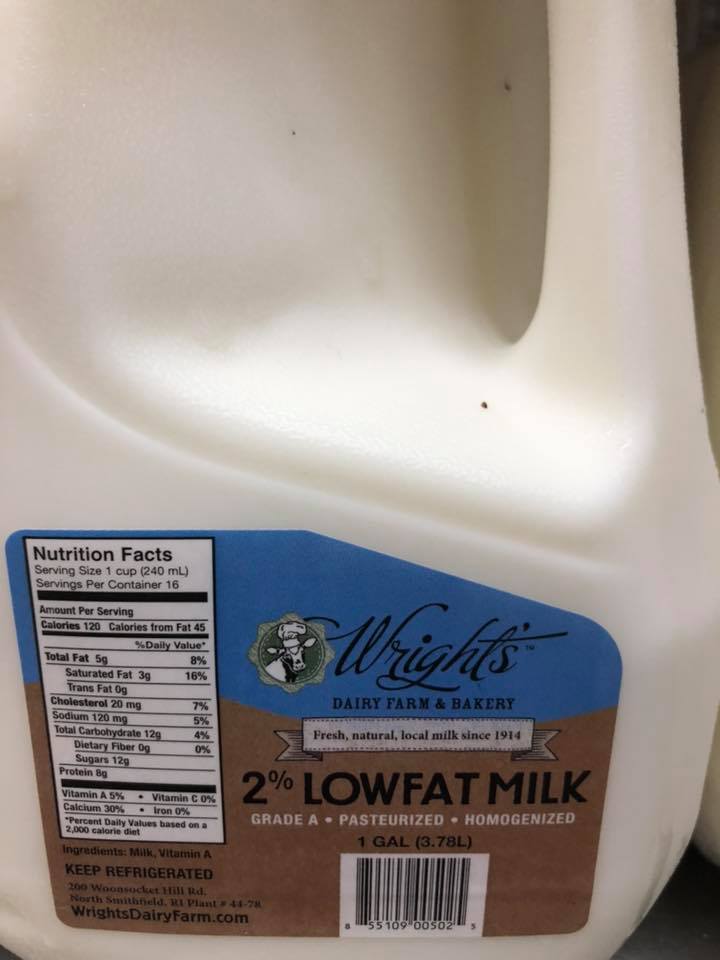 Nutrition Facts
Serving Size 1 cup (240 mL)
Servings Per Container 16
Amount Per Serving
Calories 120 Calories from Fat 45
%Daily Value*
Total Fat 5g 8%
Saturated Fat 3g 16%
Trans Fat 0g
Cholesterol 20 mg 7%
Sodium 120 mg 5%
Total Carbohydrate 12g 4%
Dietary Fiber 0g 0%
Sugars 12g
Protein 8g
Vitamin A 5% • Vitamin C 0%
Calcium 30% • Iron 0%
*Percent Daily Values based on a
2,000 calorie diet
Ingredients: Milk, Vitamin A
KEEP REFRIGERATED
200 Woonsocket Hill Rd.
North Smithfield, RI Plant # 44-78
WrightsDairyFarm.com
Wright's™
DAIRY FARM & BAKERY
Fresh, natural, local milk since 1914
2% LOWFAT MILK
GRADE A • PASTEURIZED • HOMOGENIZED
1 GAL (3.78L)
8 55109 00502 5